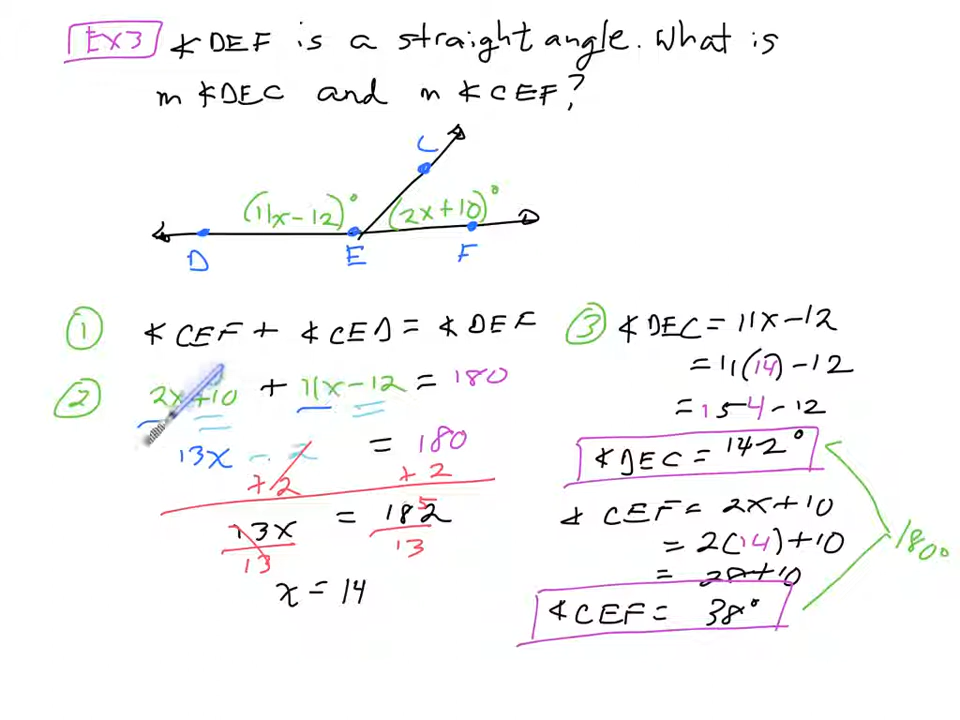 Ex3 ∡DEF is a straight angle. What is
m ∡DEC and m ∡CEF?
C
(11x-12)° (2x+10)°
D E F
① ∡CEF + ∡CED = ∡DEF
② 2x+10 + 11x-12 = 180
13x - 2 = 180
+2 +2
13x = 182
13 13
x = 14
③ ∡DEC = 11x-12
= 11(14)-12
= 154-12
∡DEC = 142°
∡CEF = 2x+10
= 2(14)+10
= 28+10
∡CEF = 38°
180°